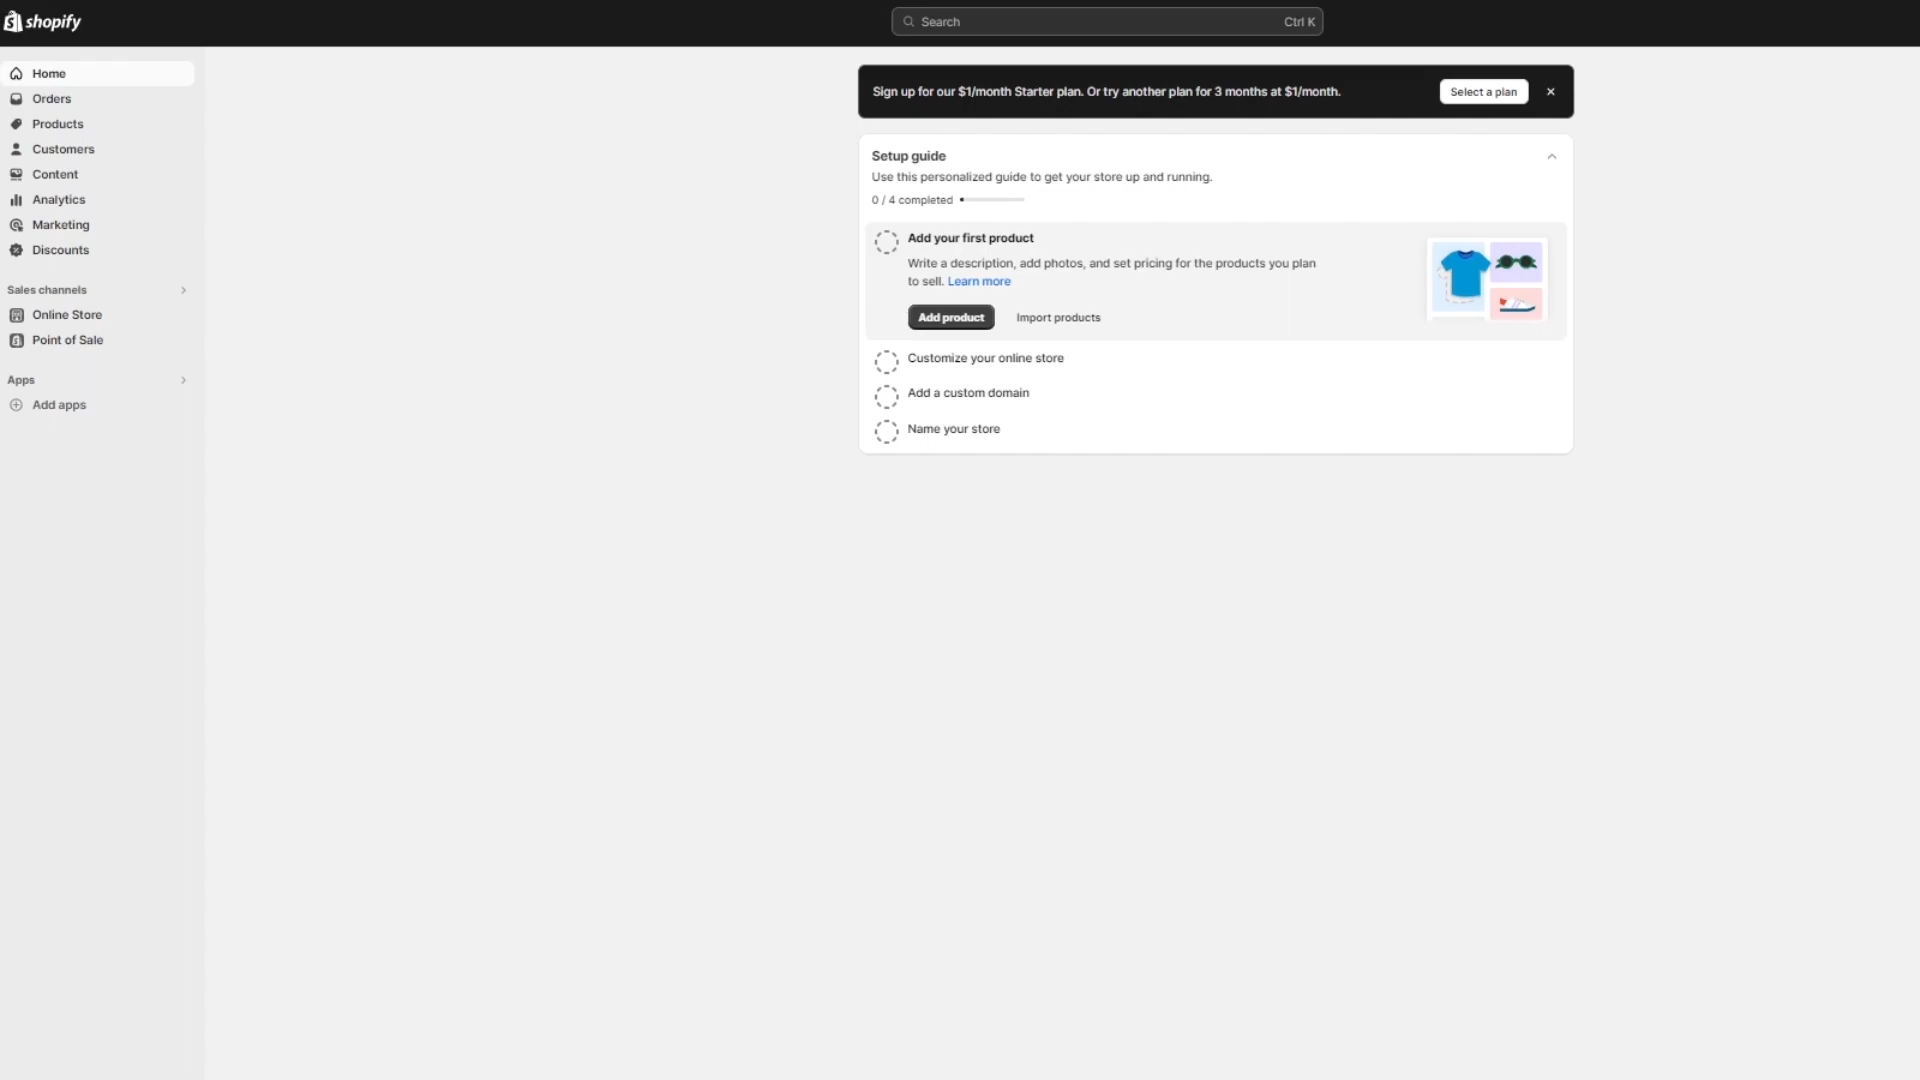 shopify
Search Ctrl K
Home
Orders
Products
Customers
Content
Analytics
Marketing
Discounts
Sales channels
Online Store
Point of Sale
Apps
Add apps
Sign up for our $1/month Starter plan. Or try another plan for 3 months at $1/month. Select a plan
Setup guide
Use this personalized guide to get your store up and running.
0 / 4 completed
Add your first product
Write a description, add photos, and set pricing for the products you plan
to sell. Learn more
Add product Import products
Customize your online store
Add a custom domain
Name your store